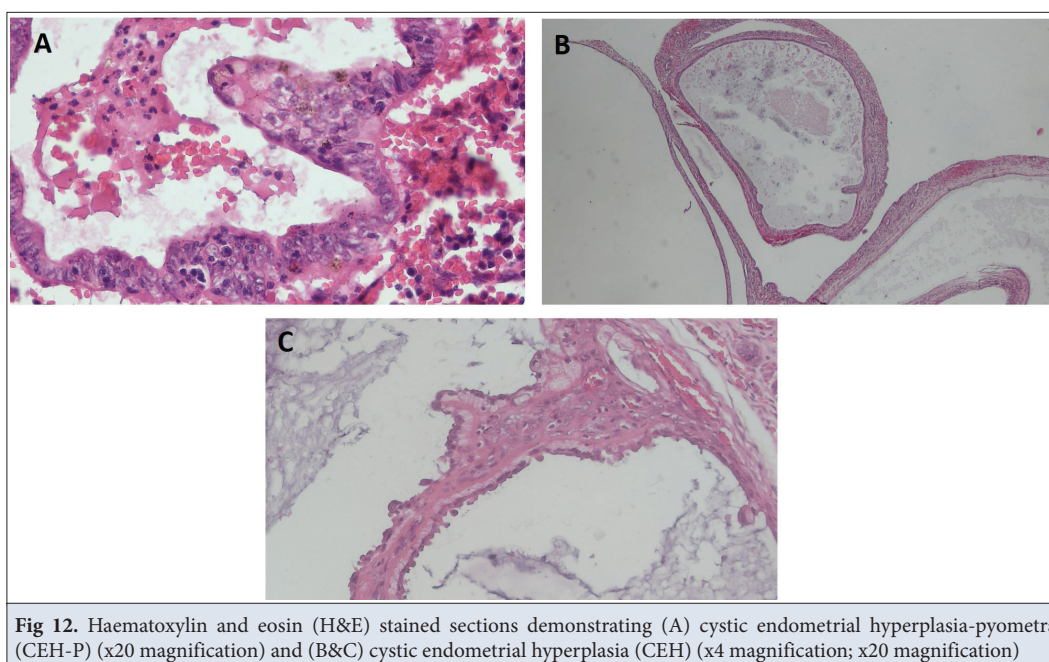 A
B
C
Fig 12. Haematoxylin and eosin (H&E) stained sections demonstrating (A) cystic endometrial hyperplasia-pyometra
(CEH-P) (x20 magnification) and (B&C) cystic endometrial hyperplasia (CEH) (x4 magnification; x20 magnification)